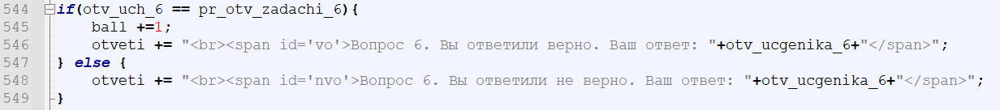 544 if(otv_uch_6 == pr_otv_zadachi_6){
545 ball +=1;
546 otveti += "<br><span id='vo'>Вопрос 6. Вы ответили верно. Ваш ответ: "+otv_ucgenika_6+"</span>";
547 } else {
548 otveti += "<br><span id='nvo'>Вопрос 6. Вы ответили не верно. Ваш ответ: "+otv_ucgenika_6+"</span>";
549 }